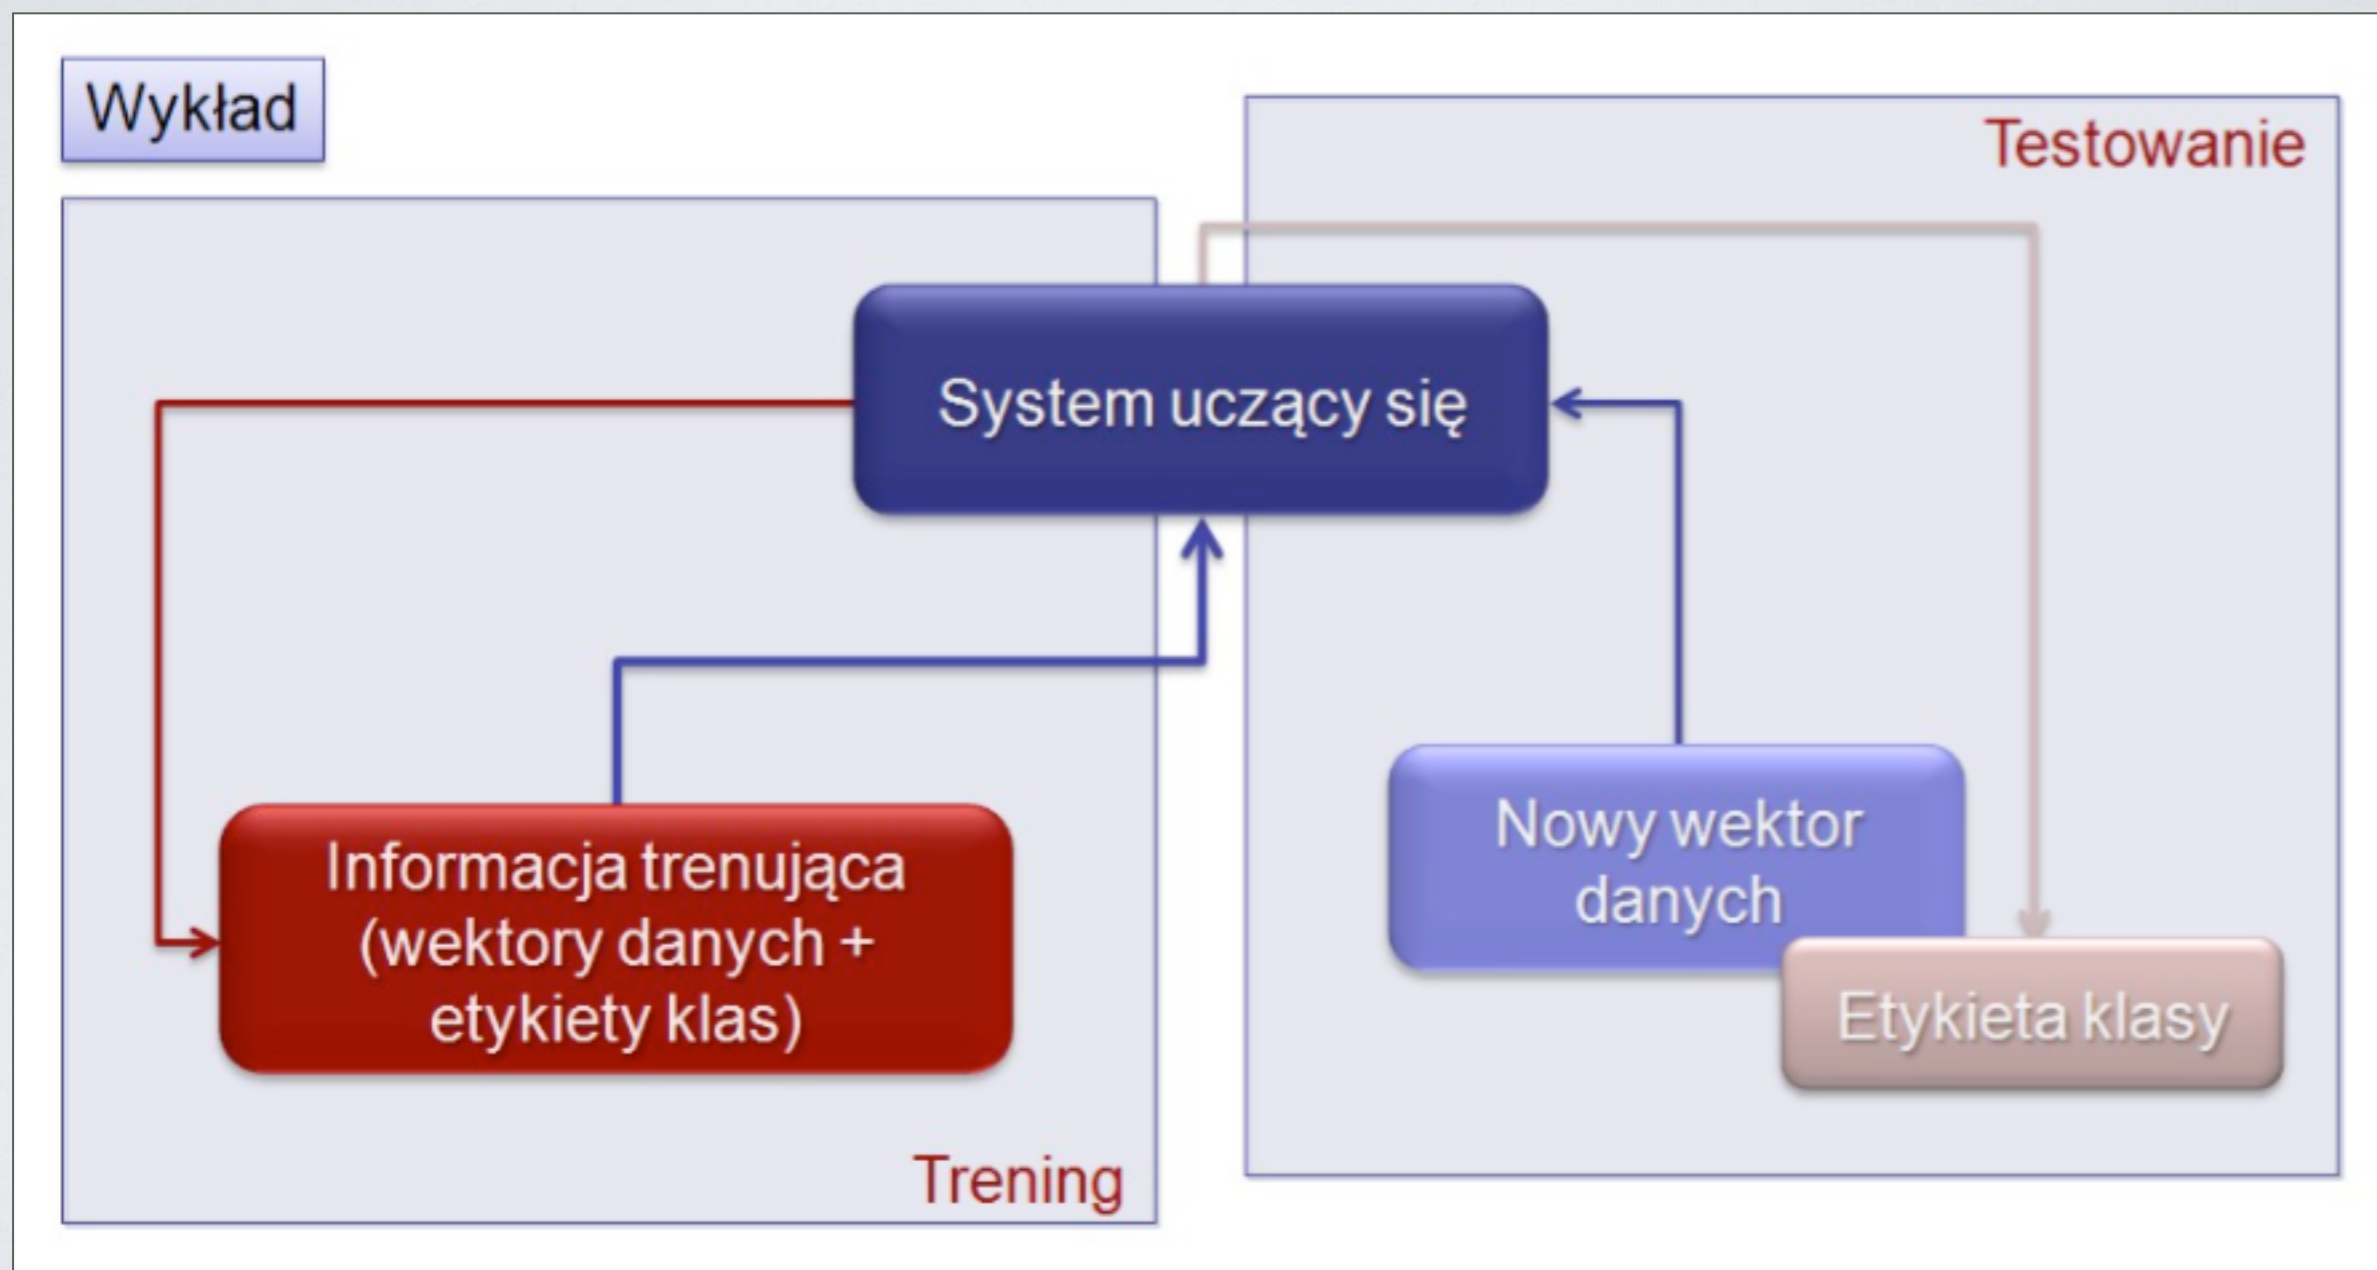 Wykład
Testowanie
System uczący się
Informacja trenująca
(wektory danych +
etykiety klas)
Trening
Nowy wektor
danych
Etykieta klasy